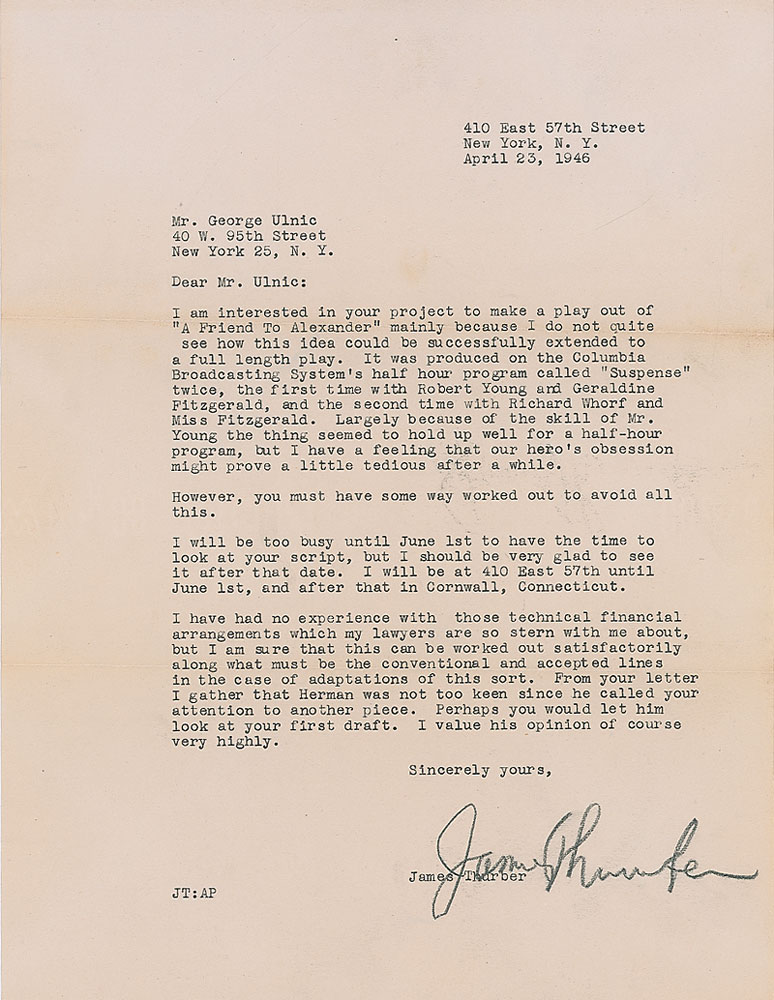 410 East 57th Street
New York, N. Y.
April 23, 1946
Mr. George Ulnic
40 W. 95th Street
New York 25, N. Y.
Dear Mr. Ulnic:
I am interested in your project to make a play out of
"A Friend To Alexander" mainly because I do not quite
see how this idea could be successfully extended to
a full length play. It was produced on the Columbia
Broadcasting System's half hour program called "Suspense"
twice, the first time with Robert Young and Geraldine
Fitzgerald, and the second time with Richard Whorf and
Miss Fitzgerald. Largely because of the skill of Mr.
Young the thing seemed to hold up well for a half-hour
program, but I have a feeling that our hero's obsession
might prove a little tedious after a while.
However, you must have some way worked out to avoid all
this.
I will be too busy until June 1st to have the time to
look at your script, but I should be very glad to see
it after that date. I will be at 410 East 57th until
June 1st, and after that in Cornwall, Connecticut.
I have had no experience with those technical financial
arrangements which my lawyers are so stern with me about,
but I am sure that this can be worked out satisfactorily
along what must be the conventional and accepted lines
in the case of adaptations of this sort. From your letter
I gather that Herman was not too keen since he called your
attention to another piece. Perhaps you would let him
look at your first draft. I value his opinion of course
very highly.
Sincerely yours,
James Thurber
James Thurber
JT:AP